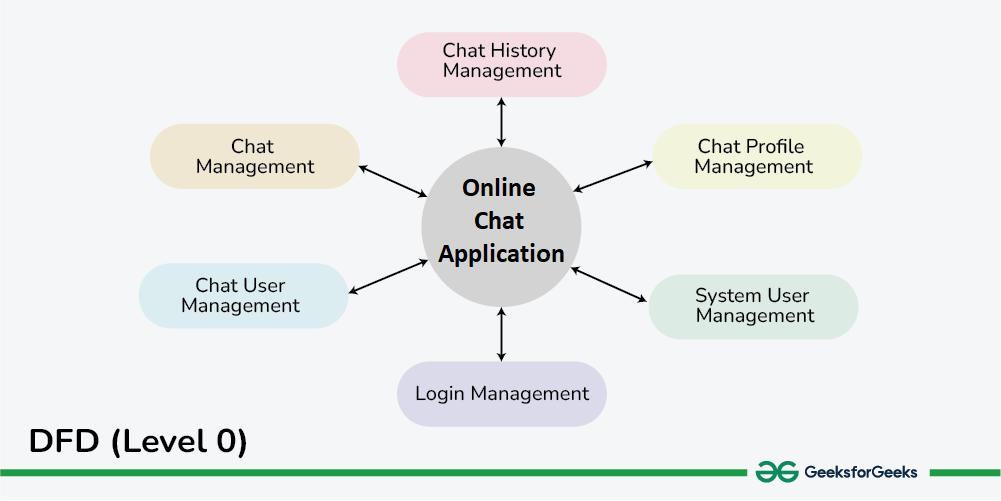 Chat History
Management
Chat
Management
Chat Profile
Management
Online
Chat
Application
Chat User
Management
System User
Management
Login Management
DFD (Level 0)
GeeksforGeeks